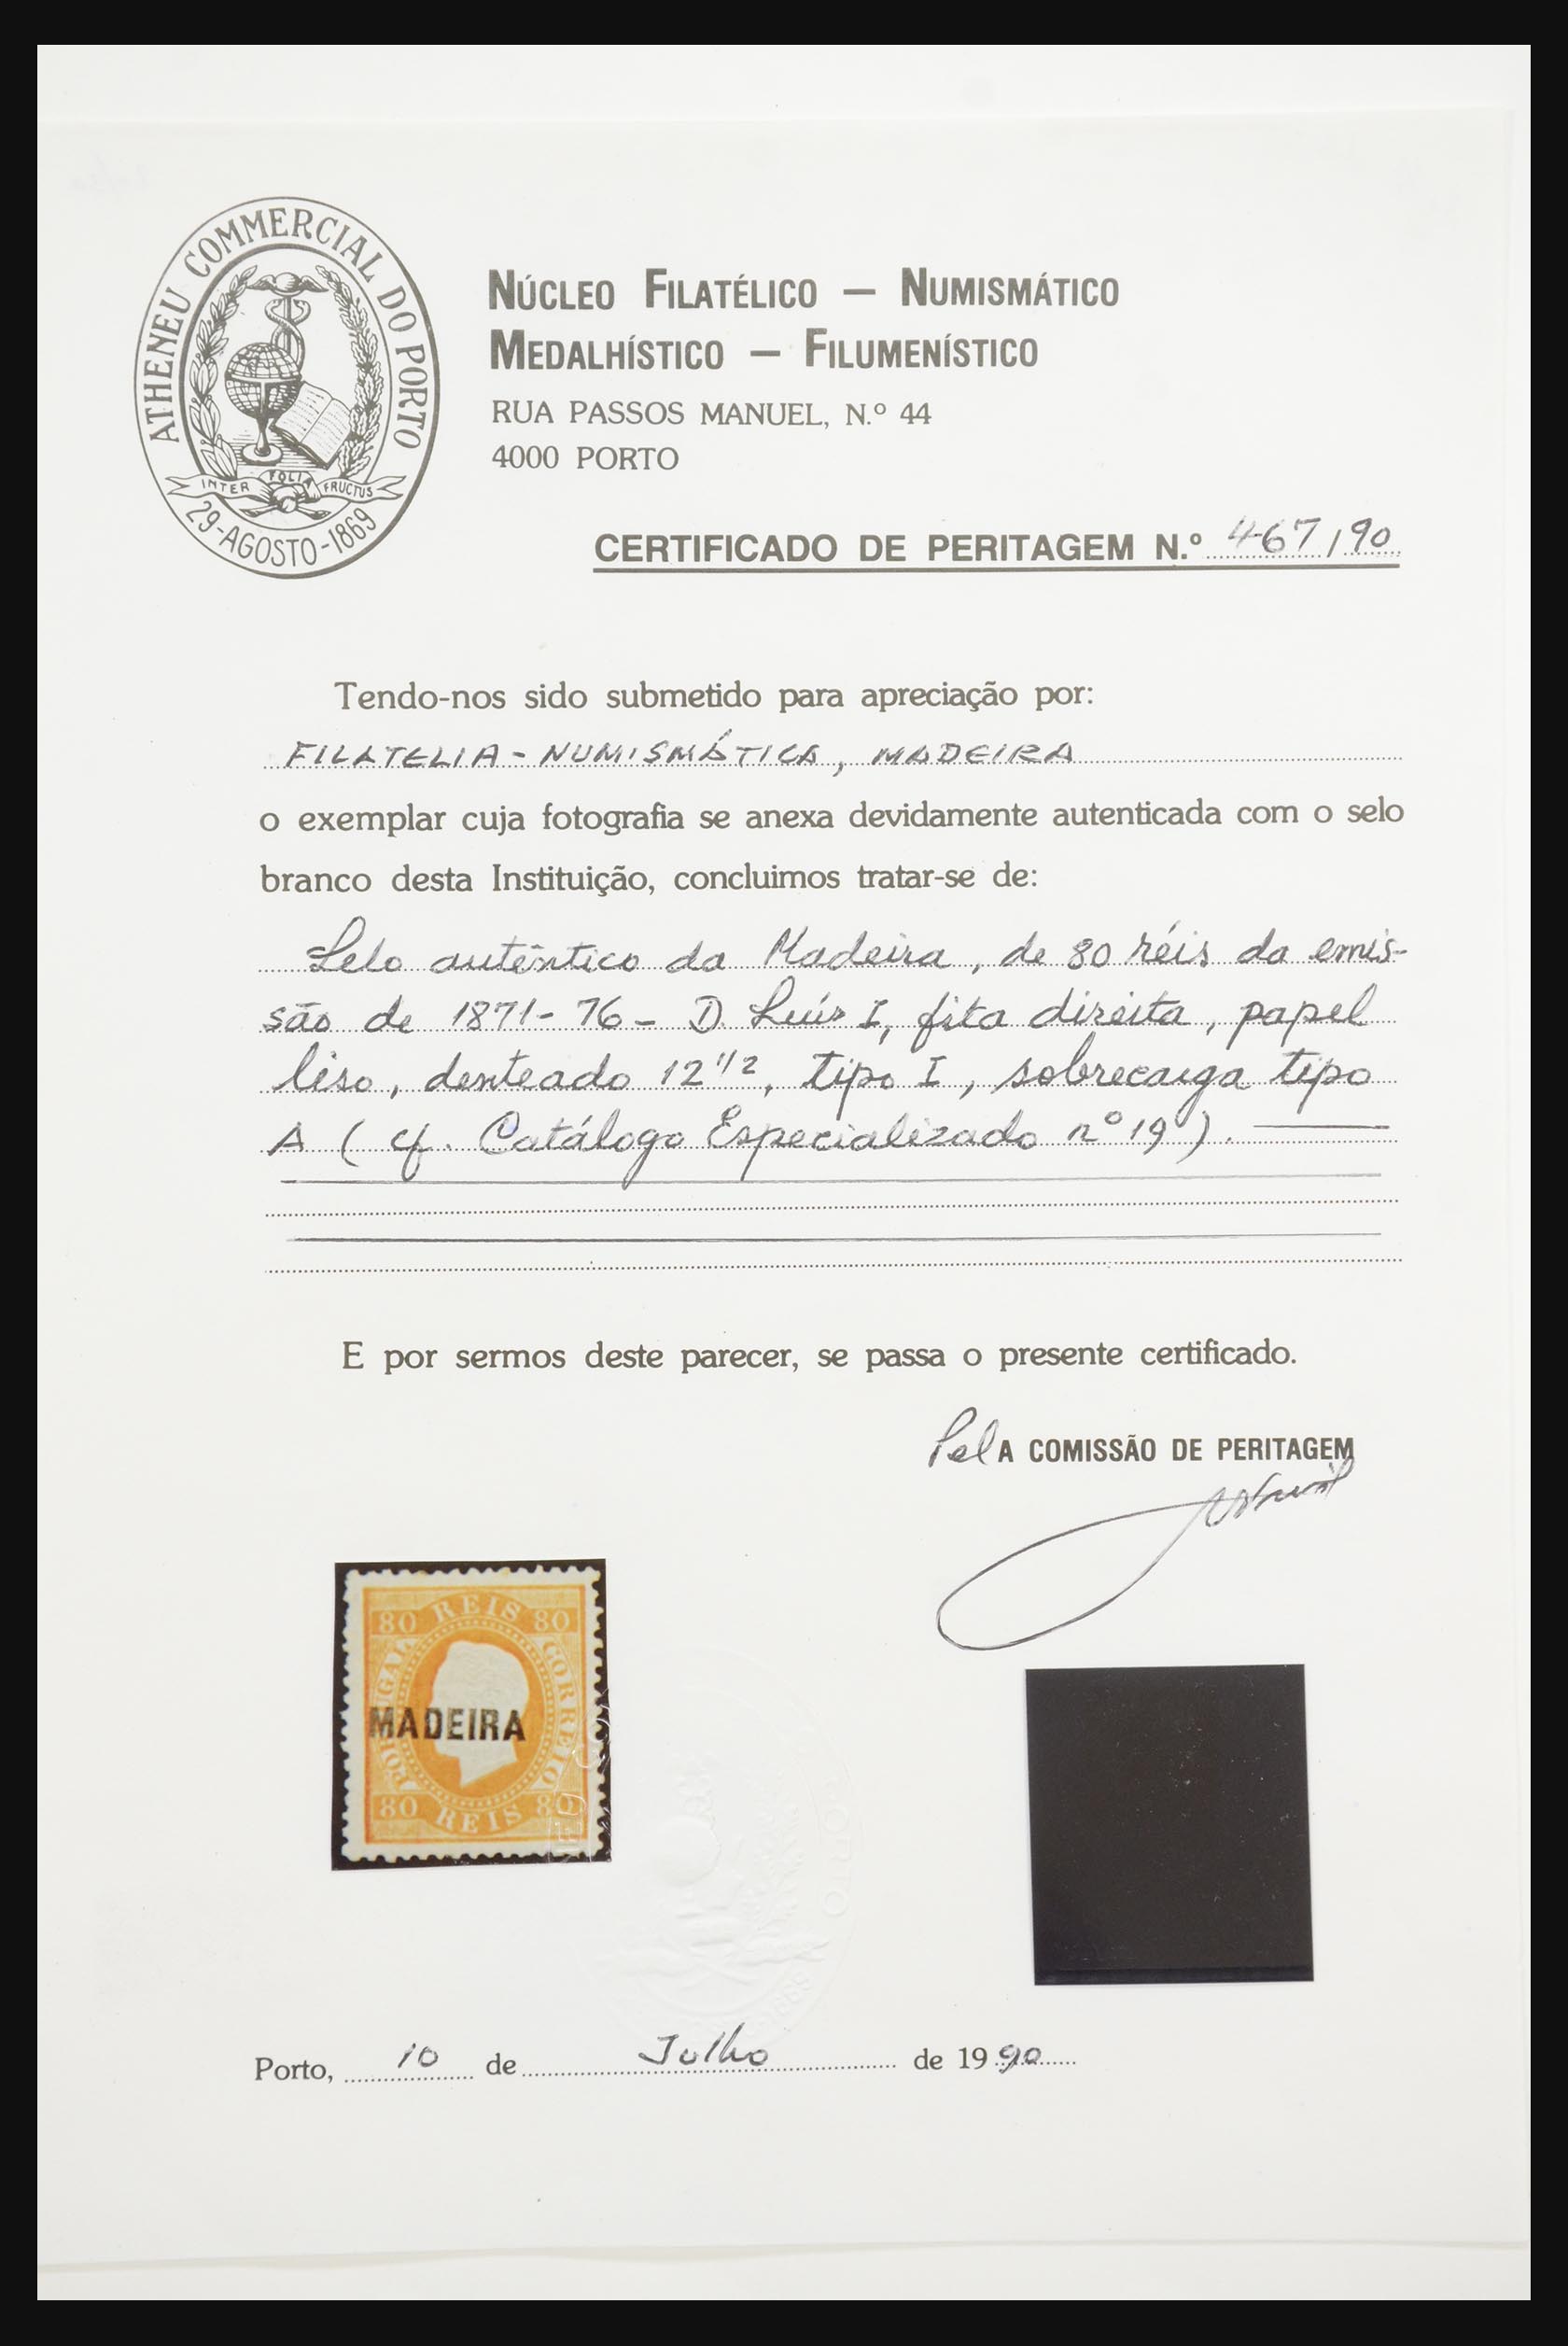 ATHENEU COMMERCIAL DO PORTO
INTER FOLIA FRUCTUS
29-AGOSTO-1869
NÚCLEO FILATÉLICO — NUMISMÁTICO
MEDALHÍSTICO — FILUMENÍSTICO
RUA PASSOS MANUEL, N.º 44
4000 PORTO
CERTIFICADO DE PERITAGEM N.º 467/90
Tendo-nos sido submetido para apreciação por:
FILATELIA - NUMISMÁTICA, MADEIRA
o exemplar cuja fotografia se anexa devidamente autenticada com o selo
branco desta Instituição, concluimos tratar-se de:
Selo autêntico da Madeira, de 80 réis da emis-
são de 1871-76 - D. Luís I, fita direita, papel
liso, denteado 12 1/2, tipo I, sobrecarga tipo
A (cf. Catálogo Especializado nº 19).
E por sermos deste parecer, se passa o presente certificado.
Pel A COMISSÃO DE PERITAGEM
80 REIS 80
PORTUGAL CORREIO
MADEIRA
80 REIS 80
Porto, 10 de Julho de 1990